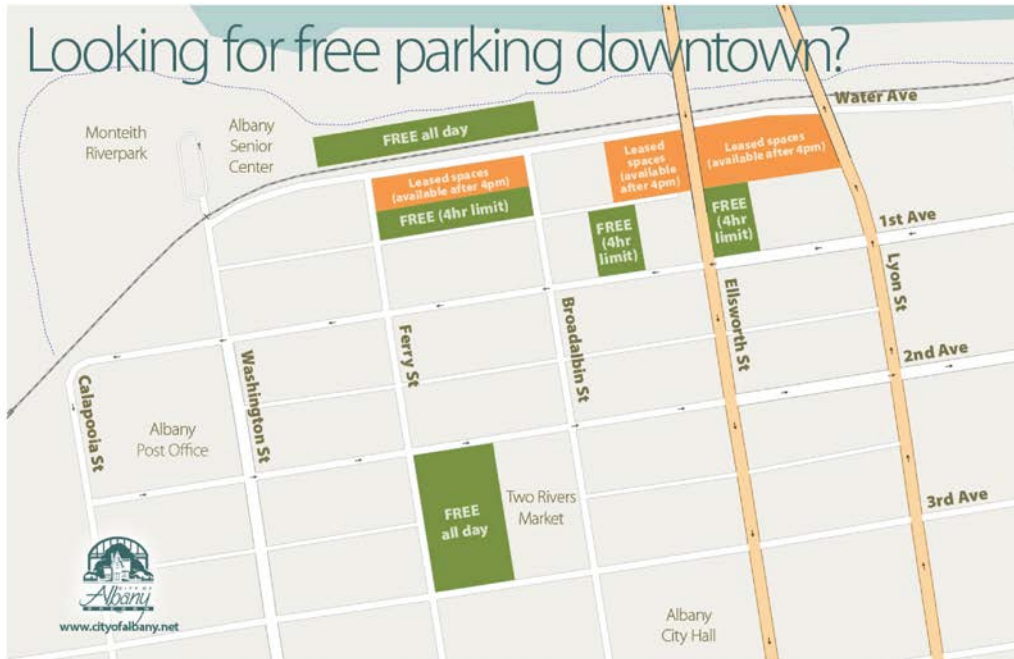 Looking for free parking downtown?
Water Ave
Monteith
Riverpark
Albany
Senior
Center
FREE all day
Leased spaces
(available after 4pm)
FREE (4hr limit)
Leased
spaces
(available
after 4pm)
Leased spaces
(available after 4pm)
FREE
(4hr
limit)
FREE
(4hr
limit)
1st Ave
Calapooia St
Washington St
Ferry St
Broadalbin St
Ellsworth St
Lyon St
2nd Ave
Albany
Post Office
FREE
all day
Two Rivers
Market
3rd Ave
Albany
City Hall
CITY OF
Albany
OREGON
www.cityofalbany.net